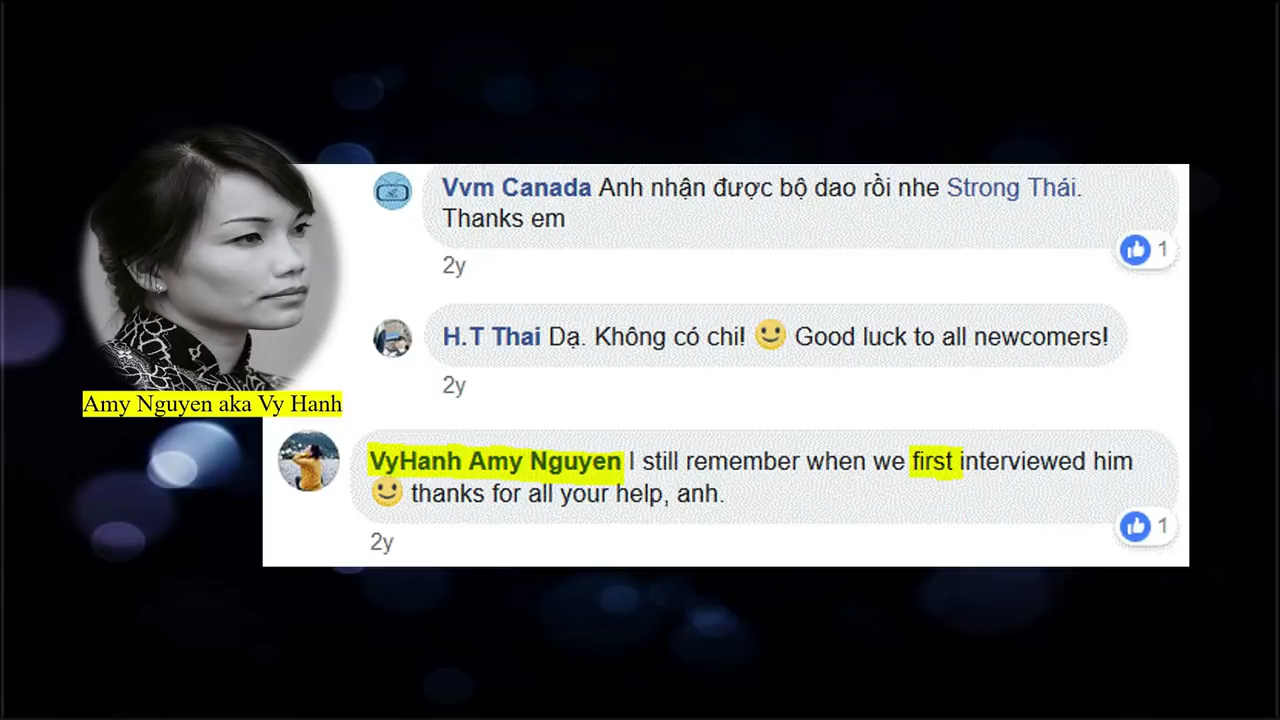 Vvm Canada Anh nhận được bộ dao rồi nhe Strong Thái.
Thanks em
1
2y
H.T Thai Dạ. Không có chi! 🙂 Good luck to all newcomers!
2y
Amy Nguyen aka Vy Hanh
VyHanh Amy Nguyen I still remember when we first interviewed him
🙂 thanks for all your help, anh.
1
2y